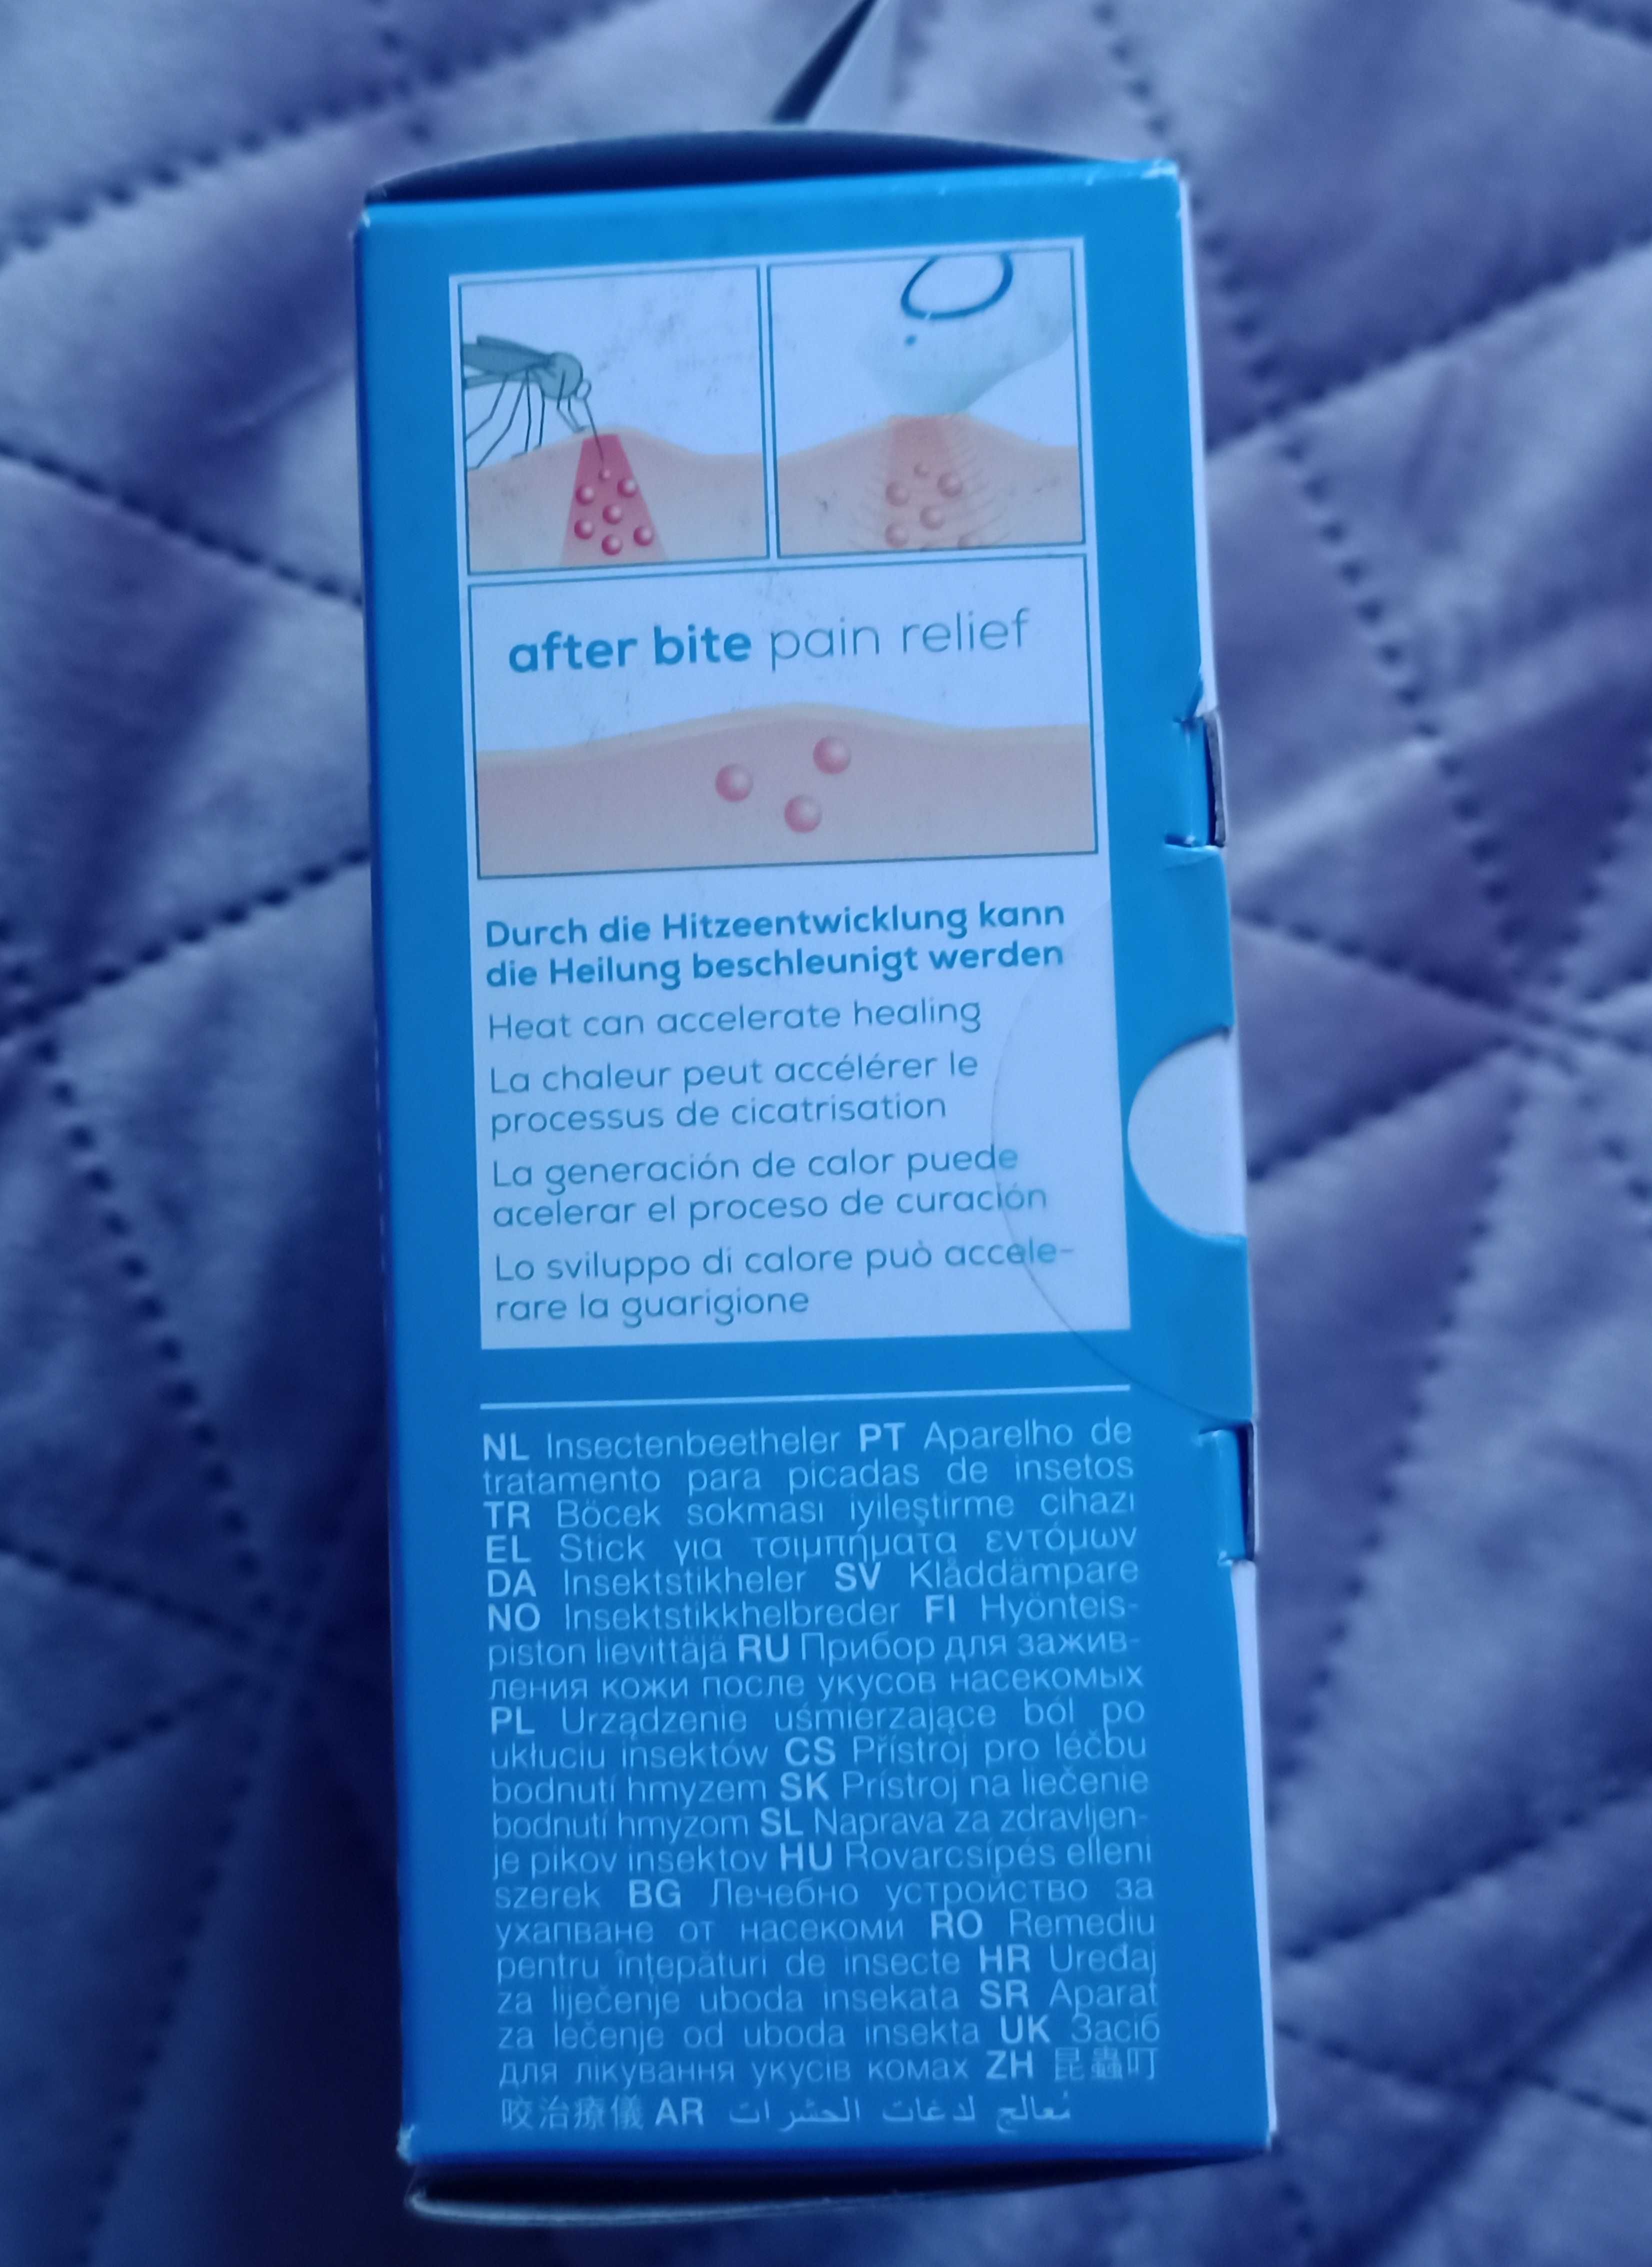 after bite pain relief
Durch die Hitzeentwicklung kann
die Heilung beschleunigt werden
Heat can accelerate healing
La chaleur peut accélérer le
processus de cicatrisation
La generación de calor puede
acelerar el proceso de curación
Lo sviluppo di calore può accele-
rare la guarigione
NL Insectenbeetheler PT Aparelho de
tratamento para picadas de insetos
TR Böcek sokması iyileştirme cihazı
EL Stick για τσιμπήματα εντόμων
DA Insektstikheler SV Klåddämpare
NO Insektstikkhelbreder FI Hyönteis-
piston lievittäjä RU Прибор для зажив-
ления кожи после укусов насекомых
PL Urządzenie uśmierzające ból po
ukłuciu insektów CS Přístroj pro léčbu
bodnutí hmyzem SK Prístroj na liečenie
bodnutí hmyzom SL Naprava za zdravljen-
je pikov insektov HU Rovarcsípés elleni
szerek BG Лечебно устройство за
ухапване от насекоми RO Remediu
pentru înțepături de insecte HR Uređaj
za liječenje uboda insekata SR Aparat
za lečenje od uboda insekta UK Засіб
для лікування укусів комах ZH 昆蟲叮
咬治療儀 AR مُعالج لدغات الحشرات